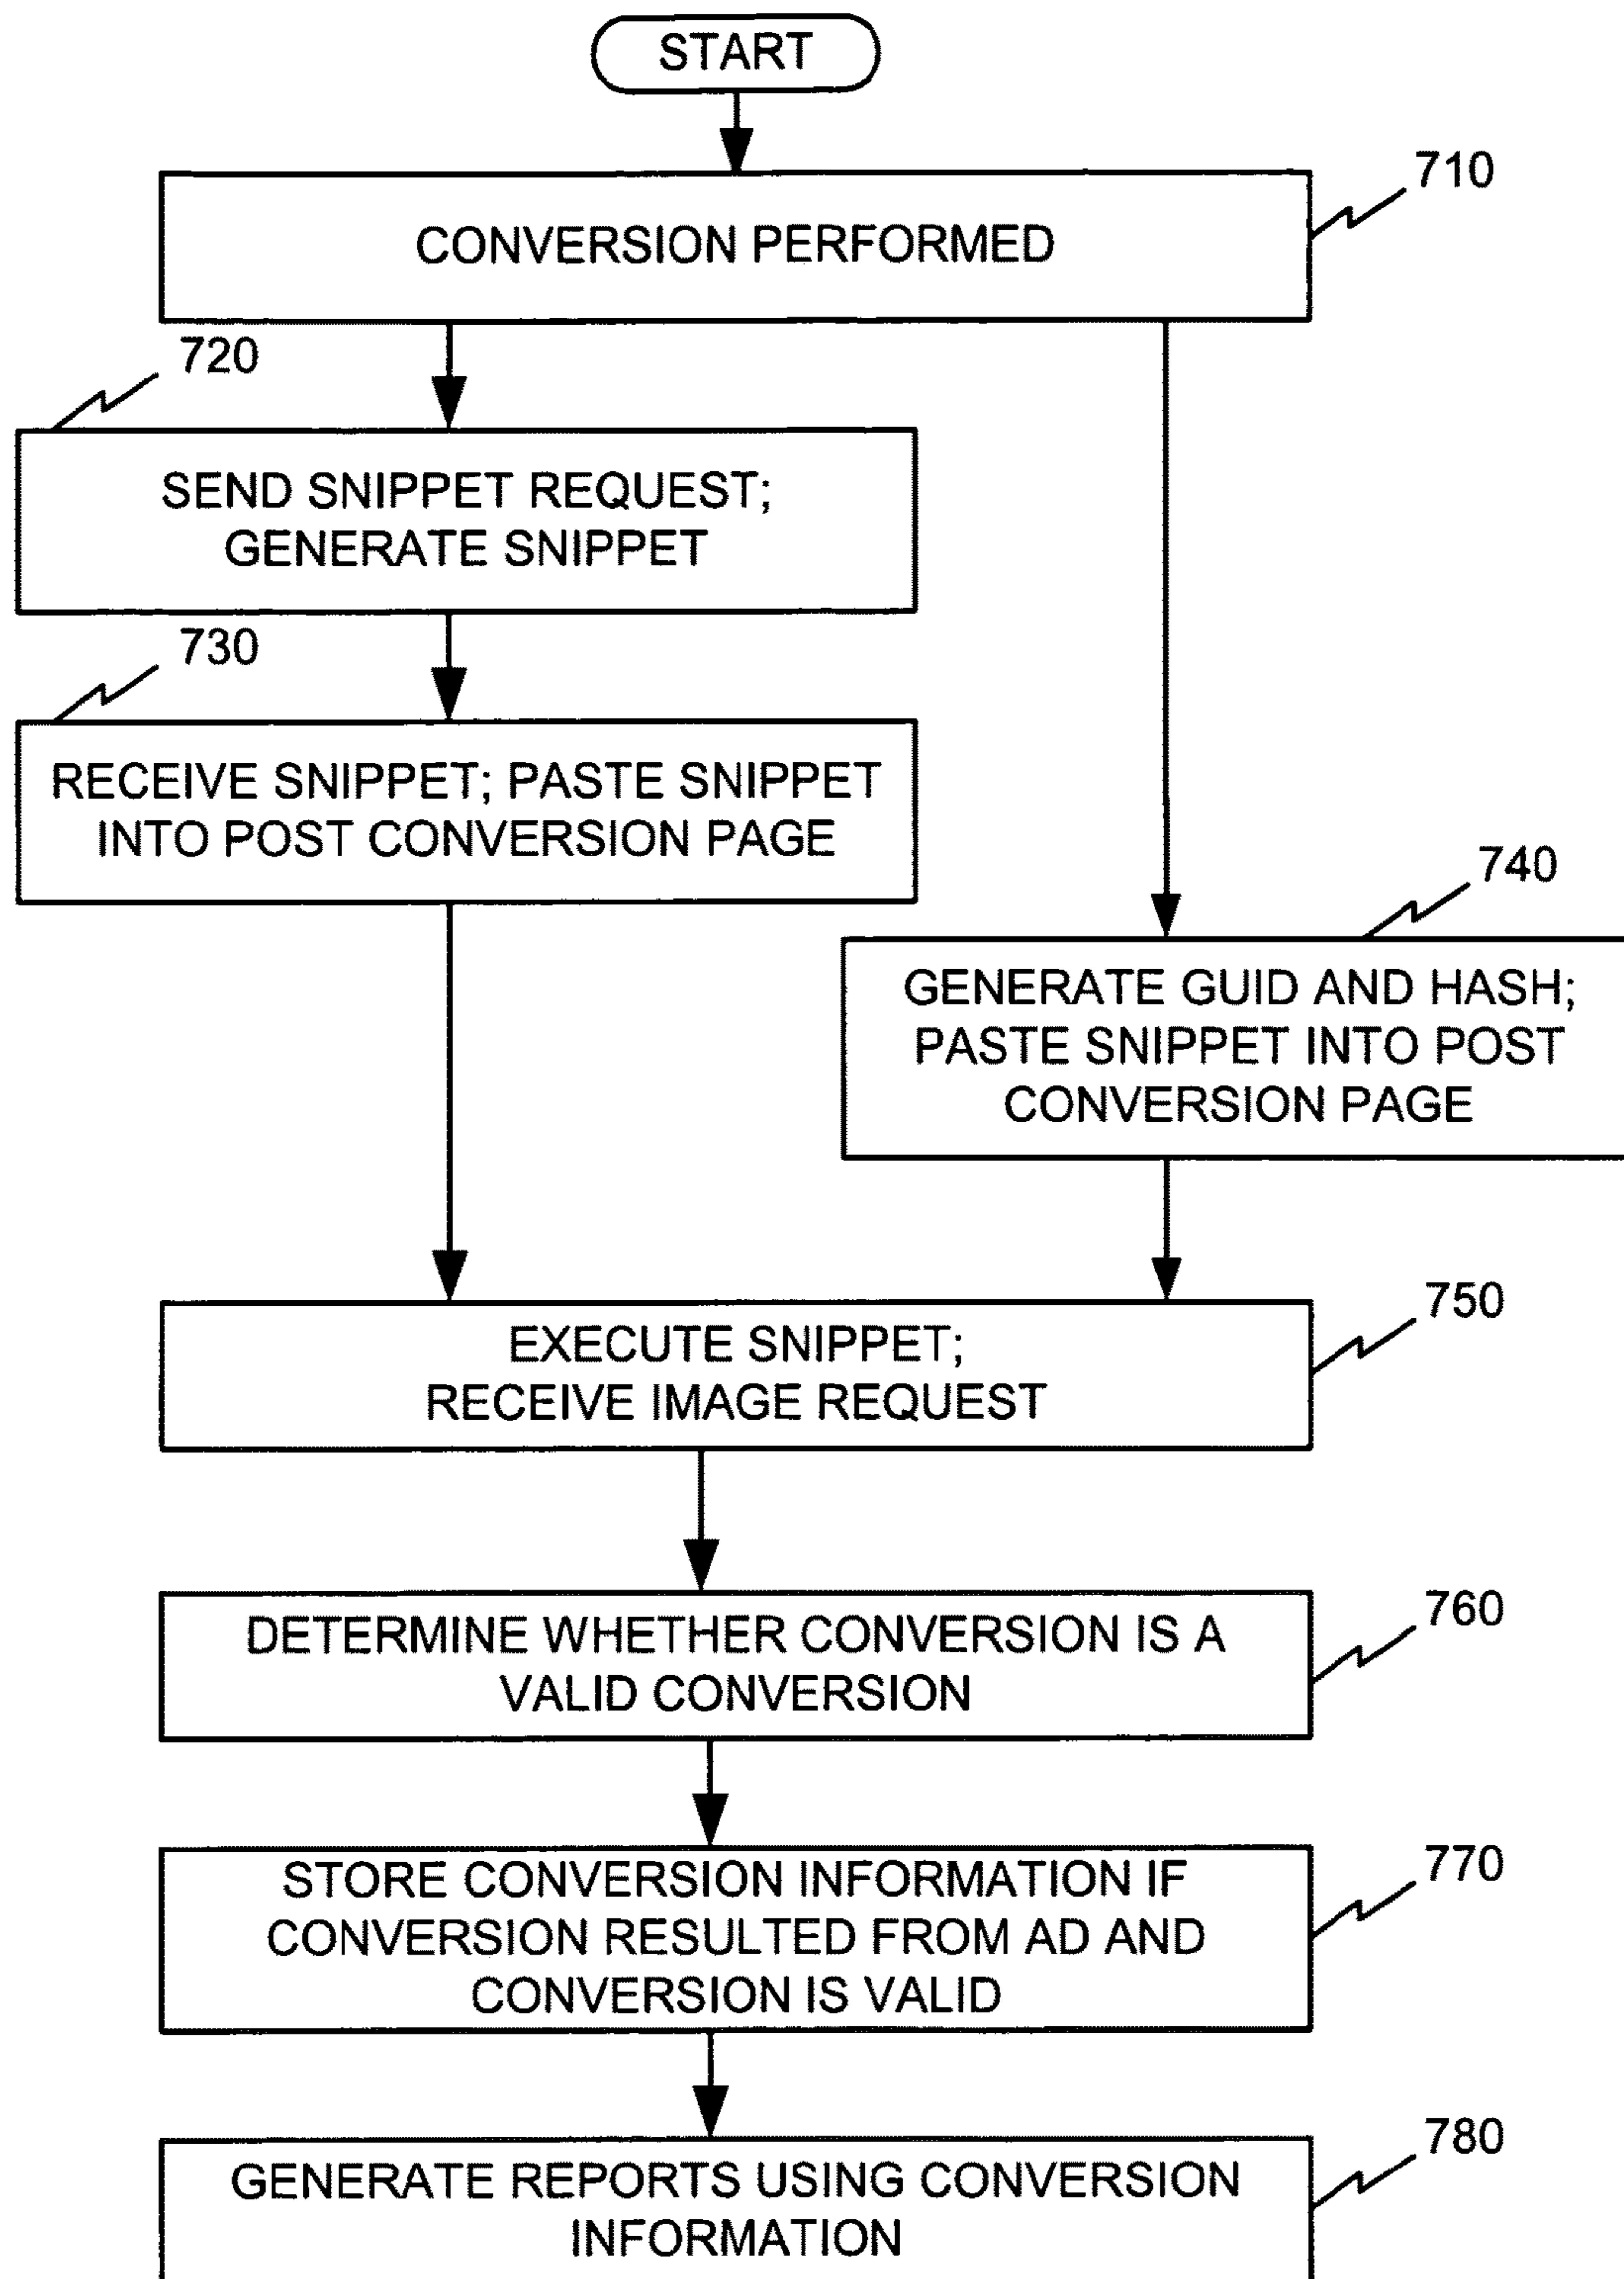 START
710
CONVERSION PERFORMED
720
SEND SNIPPET REQUEST;
GENERATE SNIPPET
730
RECEIVE SNIPPET; PASTE SNIPPET
INTO POST CONVERSION PAGE
740
GENERATE GUID AND HASH;
PASTE SNIPPET INTO POST
CONVERSION PAGE
750
EXECUTE SNIPPET;
RECEIVE IMAGE REQUEST
760
DETERMINE WHETHER CONVERSION IS A
VALID CONVERSION
770
STORE CONVERSION INFORMATION IF
CONVERSION RESULTED FROM AD AND
CONVERSION IS VALID
780
GENERATE REPORTS USING CONVERSION
INFORMATION